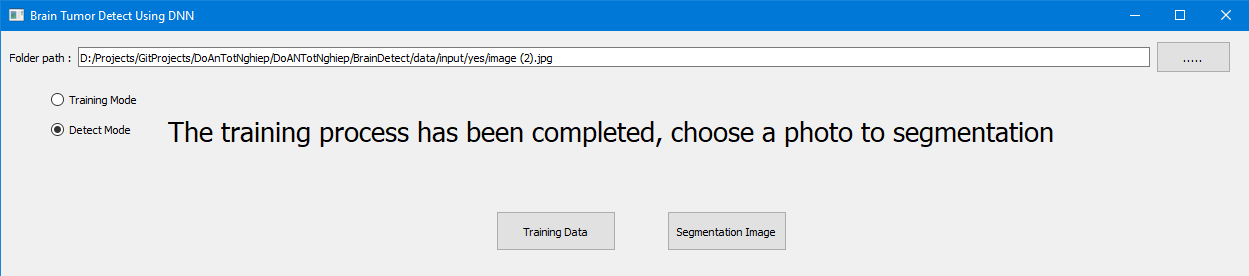 Brain Tumor Detect Using DNN
Folder path : D:/Projects/GitProjects/DoAnTotNghiep/DoANTotNghiep/BrainDetect/data/input/yes/image (2).jpg .....
Training Mode
Detect Mode
The training process has been completed, choose a photo to segmentation
Training Data Segmentation Image